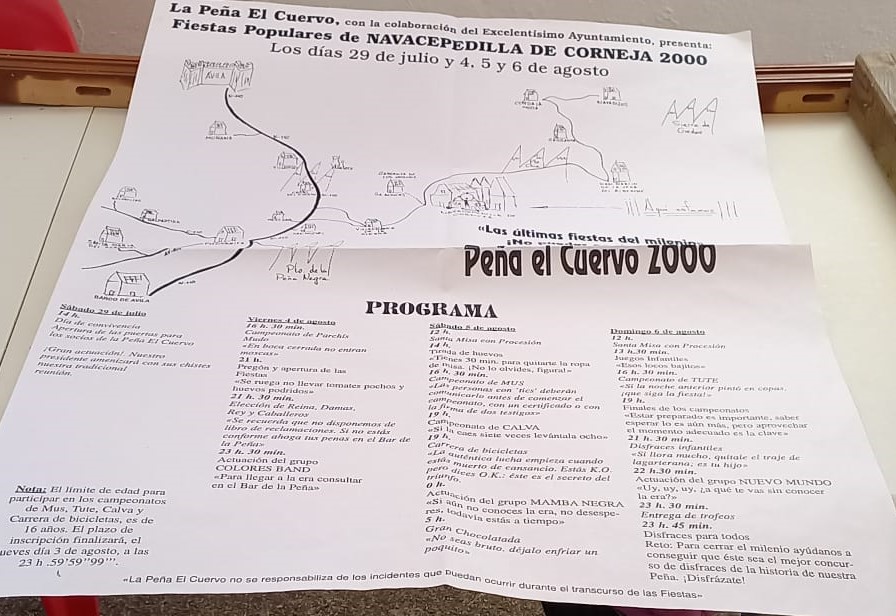 La Peña El Cuervo, con la colaboración del Excelentísimo Ayuntamiento, presenta:
Fiestas Populares de NAVACEPEDILLA DE CORNEJA 2000
Los días 29 de julio y 4, 5 y 6 de agosto
AVILA
Sierra de
Gredos
Aquí estamos
Pto. de la
Peña Negra
BARCO DE AVILA
«Las últimas fiestas del milenio»
Peña el Cuervo 2000
PROGRAMA
Sábado 29 de julio
14 h.
Día de convivencia
Apertura de las puertas para
los socios de la Peña El Cuervo
¡Gran actuación! Nuestro
presidente amenizará con sus chistes
nuestra tradicional
reunión.
Nota: El límite de edad para
participar en los campeonatos
de Mus, Tute, Calva y
Carrera de bicicletas, es de
16 años. El plazo de
inscripción finalizará, el
jueves día 3 de agosto, a las
23 h .59'59''99'''.
Viernes 4 de agosto
16 h. 30 min.
Campeonato de Parchís
Mudo
«En boca cerrada no entran
moscas»
21 h.
Pregón y apertura de las
Fiestas
«Se ruega no llevar tomates pochos y
huevos podridos»
21 h. 30 min.
Elección de Reina, Damas,
Rey y Caballeros
«Se recuerda que no disponemos de
libro de reclamaciones. Si no estás
conforme ahoga tus penas en el Bar de
la Peña»
23 h. 30 min.
Actuación del grupo
COLORES BAND
«Para llegar a la era consultar
en el Bar de la Peña»
Sábado 5 de agosto
12 h.
Santa Misa con Procesión
14 h.
Tirada de huevos
«Tienes 30 min. para quitarte la ropa
de misa. ¡No lo olvides, figura!»
16 h. 30 min.
Campeonato de MUS
«Las personas con 'tics' deberán
comunicarlo antes de comenzar el
campeonato, con un certificado o con
la firma de dos testigos»
19 h.
Campeonato de CALVA
«Si la caes siete veces levántula ocho»
19 h.
Carrera de bicicletas
«La auténtica lucha empieza cuando
estás muerto de cansancio. Estás K.O.
pero dices O.K.: éste es el secreto del
triunfo.
0 h.
Actuación del grupo MAMBA NEGRA
«Si aún no conoces la era, no desespe-
res, todavía estás a tiempo»
5 h.
Gran Chocolatada
«No seas bruto, déjalo enfriar un
poquito»
Domingo 6 de agosto
12 h.
Santa Misa con Procesión
13 h.30 min.
Juegos Infantiles
«Esos locos bajitos»
16 h. 30 min.
Campeonato de TUTE
«Si la noche anterior pintó en copas,
¡que siga la fiesta!»
19 h.
Finales de los campeonatos
«Estar preparado es importante, saber
esperar lo es aún más, pero aprovechar
el momento adecuado es la clave»
21 h. 30 min.
Disfraces infantiles
«Si llora mucho, quítale el traje de
lagarterana; es tu hijo»
22 h.30 min.
Actuación del grupo NUEVO MUNDO
«Uy, uy, uy, ¿a qué te vas sin conocer
la era?»
23 h. 30 min.
Entrega de trofeos
23 h. 45 min.
Disfraces para todos
Reto: Para cerrar el milenio ayúdanos a
conseguir que éste sea el mejor concur-
so de disfraces de la historia de nuestra
Peña. ¡Disfrázate!
«La Peña El Cuervo no se responsabiliza de los incidentes que puedan ocurrir durante el transcurso de las Fiestas»